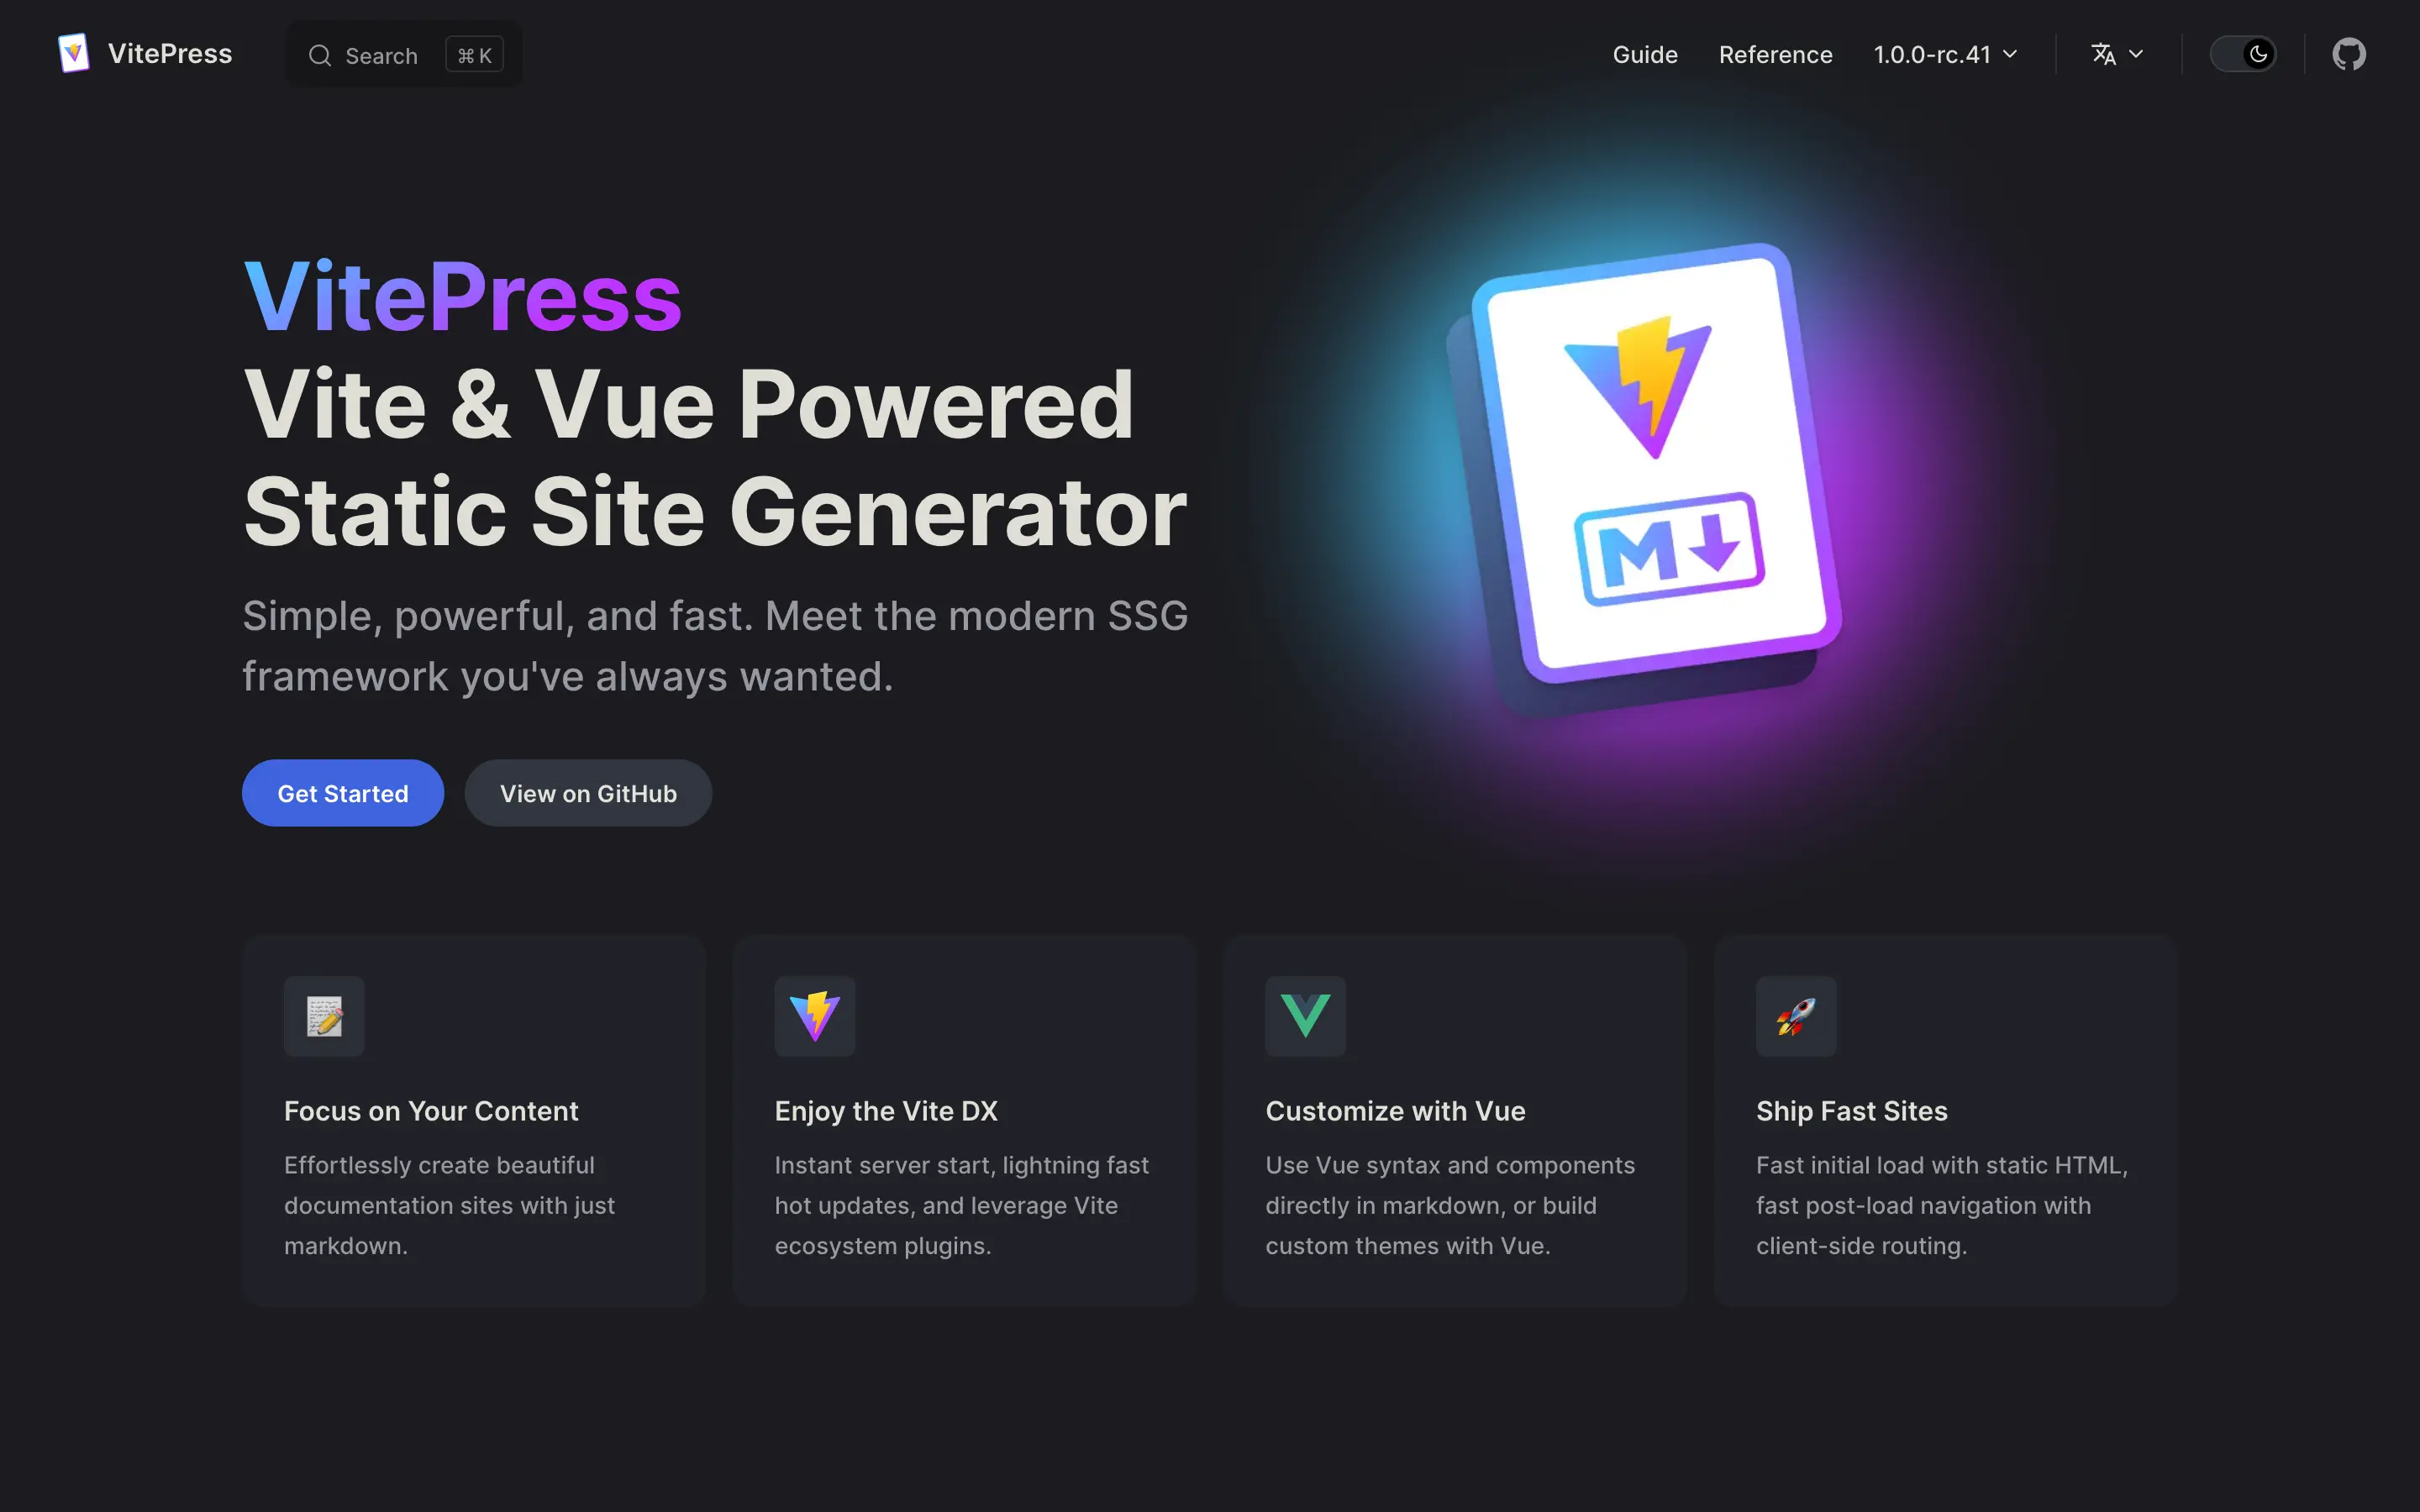 VitePress
Search
⌘ K
Guide
Reference
1.0.0-rc.41
VitePress
Vite & Vue Powered
Static Site Generator
Simple, powerful, and fast. Meet the modern SSG
framework you've always wanted.
Get Started
View on GitHub
M
Focus on Your Content
Effortlessly create beautiful
documentation sites with just
markdown.
Enjoy the Vite DX
Instant server start, lightning fast
hot updates, and leverage Vite
ecosystem plugins.
Customize with Vue
Use Vue syntax and components
directly in markdown, or build
custom themes with Vue.
Ship Fast Sites
Fast initial load with static HTML,
fast post-load navigation with
client-side routing.